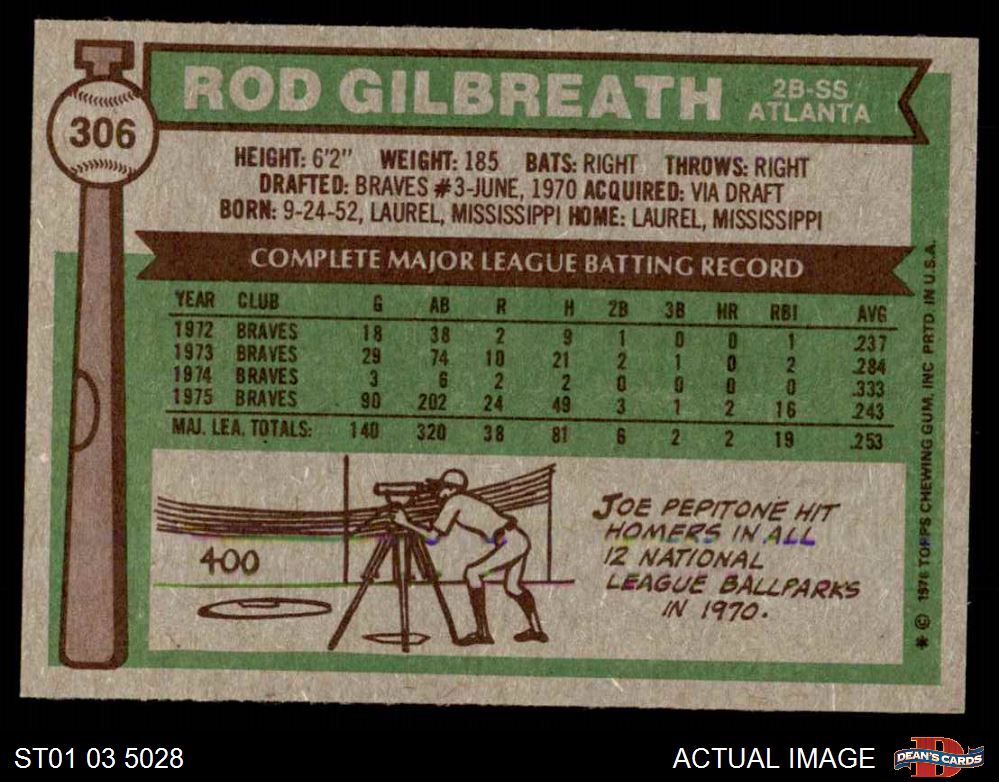 306
ROD GILBREATH
2B-SS
ATLANTA
HEIGHT: 6'2" WEIGHT: 185 BATS: RIGHT THROWS: RIGHT
DRAFTED: BRAVES #3-JUNE, 1970 ACQUIRED: VIA DRAFT
BORN: 9-24-52, LAUREL, MISSISSIPPI HOME: LAUREL, MISSISSIPPI
COMPLETE MAJOR LEAGUE BATTING RECORD
YEAR CLUB G AB R H 2B 3B HR RBI AVG
1972 BRAVES 18 38 2 9 1 0 0 1 .237
1973 BRAVES 29 74 10 21 2 1 0 2 .284
1974 BRAVES 3 6 2 2 0 0 0 0 .333
1975 BRAVES 90 202 24 49 3 1 2 16 .243
MAJ. LEA. TOTALS: 140 320 38 81 6 2 2 19 .253
400
JOE PEPITONE HIT
HOMERS IN ALL
12 NATIONAL
LEAGUE BALLPARKS
IN 1970.
* © 1976 TOPPS CHEWING GUM, INC PRTD IN U.S.A.
ST01 03 5028
ACTUAL IMAGE
D
DEAN'S CARDS